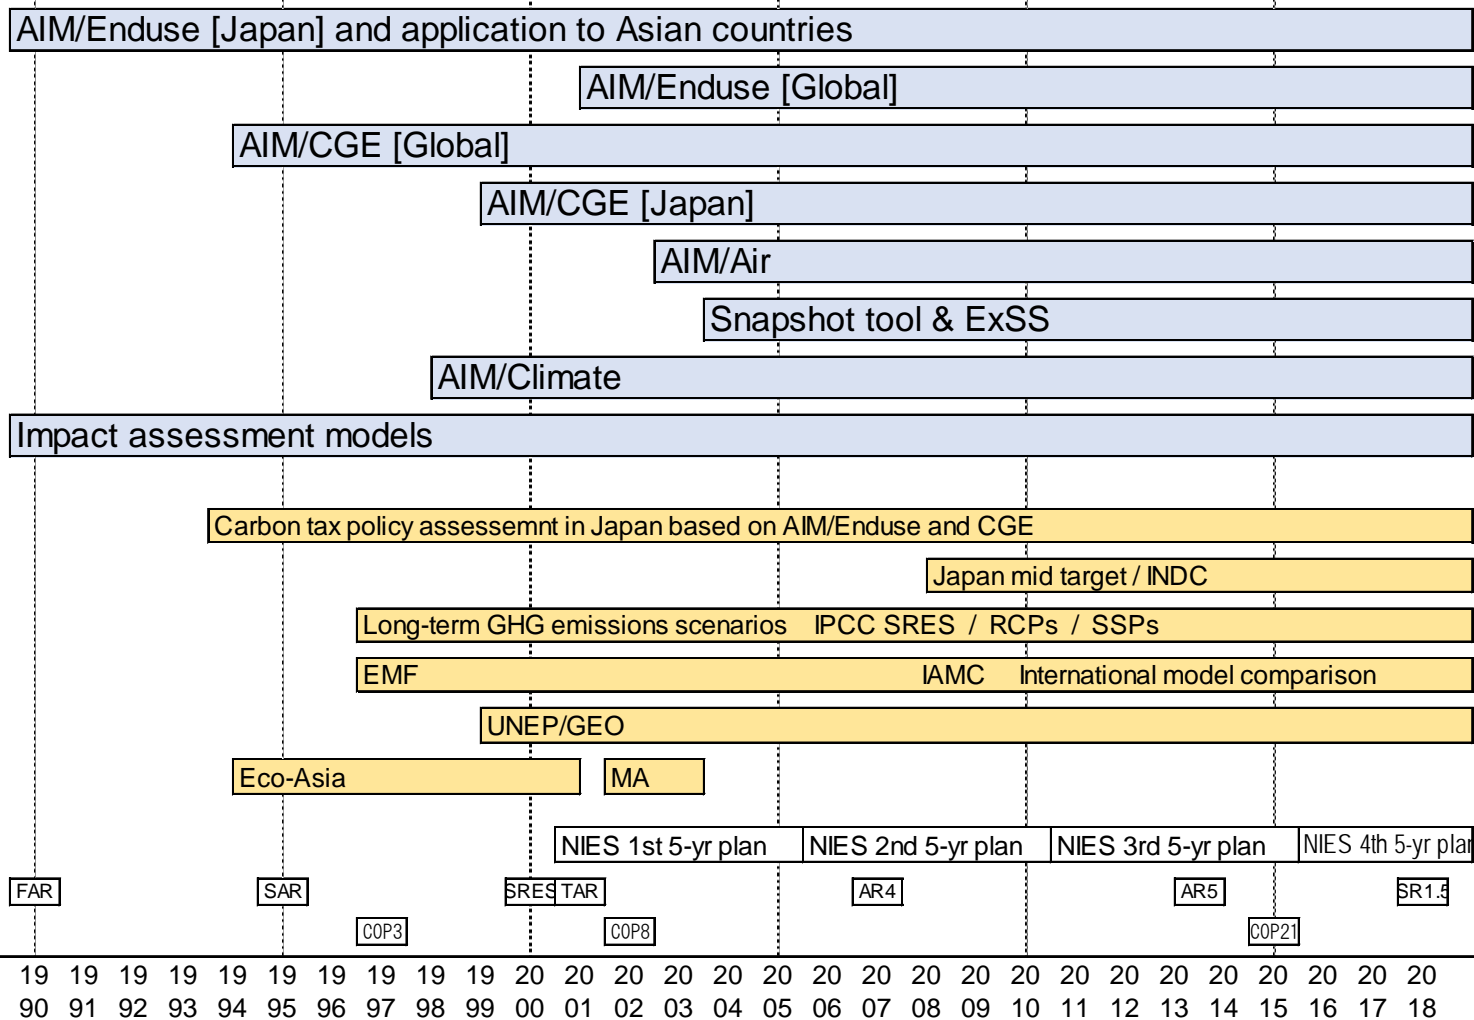 AIM/Enduse [Japan] and application to Asian countries
AIM/Enduse [Global]
AIM/CGE [Global]
AIM/CGE [Japan]
AIM/Air
Snapshot tool & ExSS
AIM/Climate
Impact assessment models
Carbon tax policy assessemnt in Japan based on AIM/Enduse and CGE
Japan mid target / INDC
Long-term GHG emissions scenarios IPCC SRES / RCPs / SSPs
EMF IAMC International model comparison
UNEP/GEO
Eco-Asia MA
NIES 1st 5-yr plan NIES 2nd 5-yr plan NIES 3rd 5-yr plan NIES 4th 5-yr plan
FAR SAR SRES TAR AR4 AR5 SR1.5
COP3 COP8 COP21
19 19 19 19 19 19 19 19 19 19 20 20 20 20 20 20 20 20 20 20 20 20 20 20 20 20 20 20 20
90 91 92 93 94 95 96 97 98 99 00 01 02 03 04 05 06 07 08 09 10 11 12 13 14 15 16 17 18